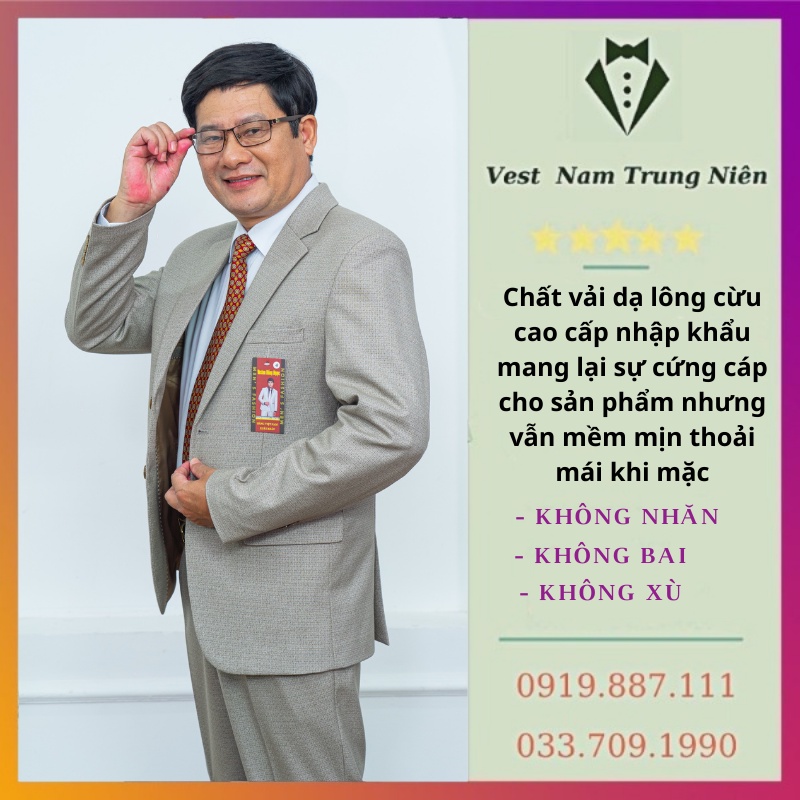 Vest Nam Trung Niên
Chất vải dạ lông cừu
cao cấp nhập khẩu
mang lại sự cứng cáp
cho sản phẩm nhưng
vẫn mềm mịn thoải
mái khi mặc
- KHÔNG NHĂN
- KHÔNG BAI
- KHÔNG XÙ
0919.887.111
033.709.1990
MEN'S FASHION